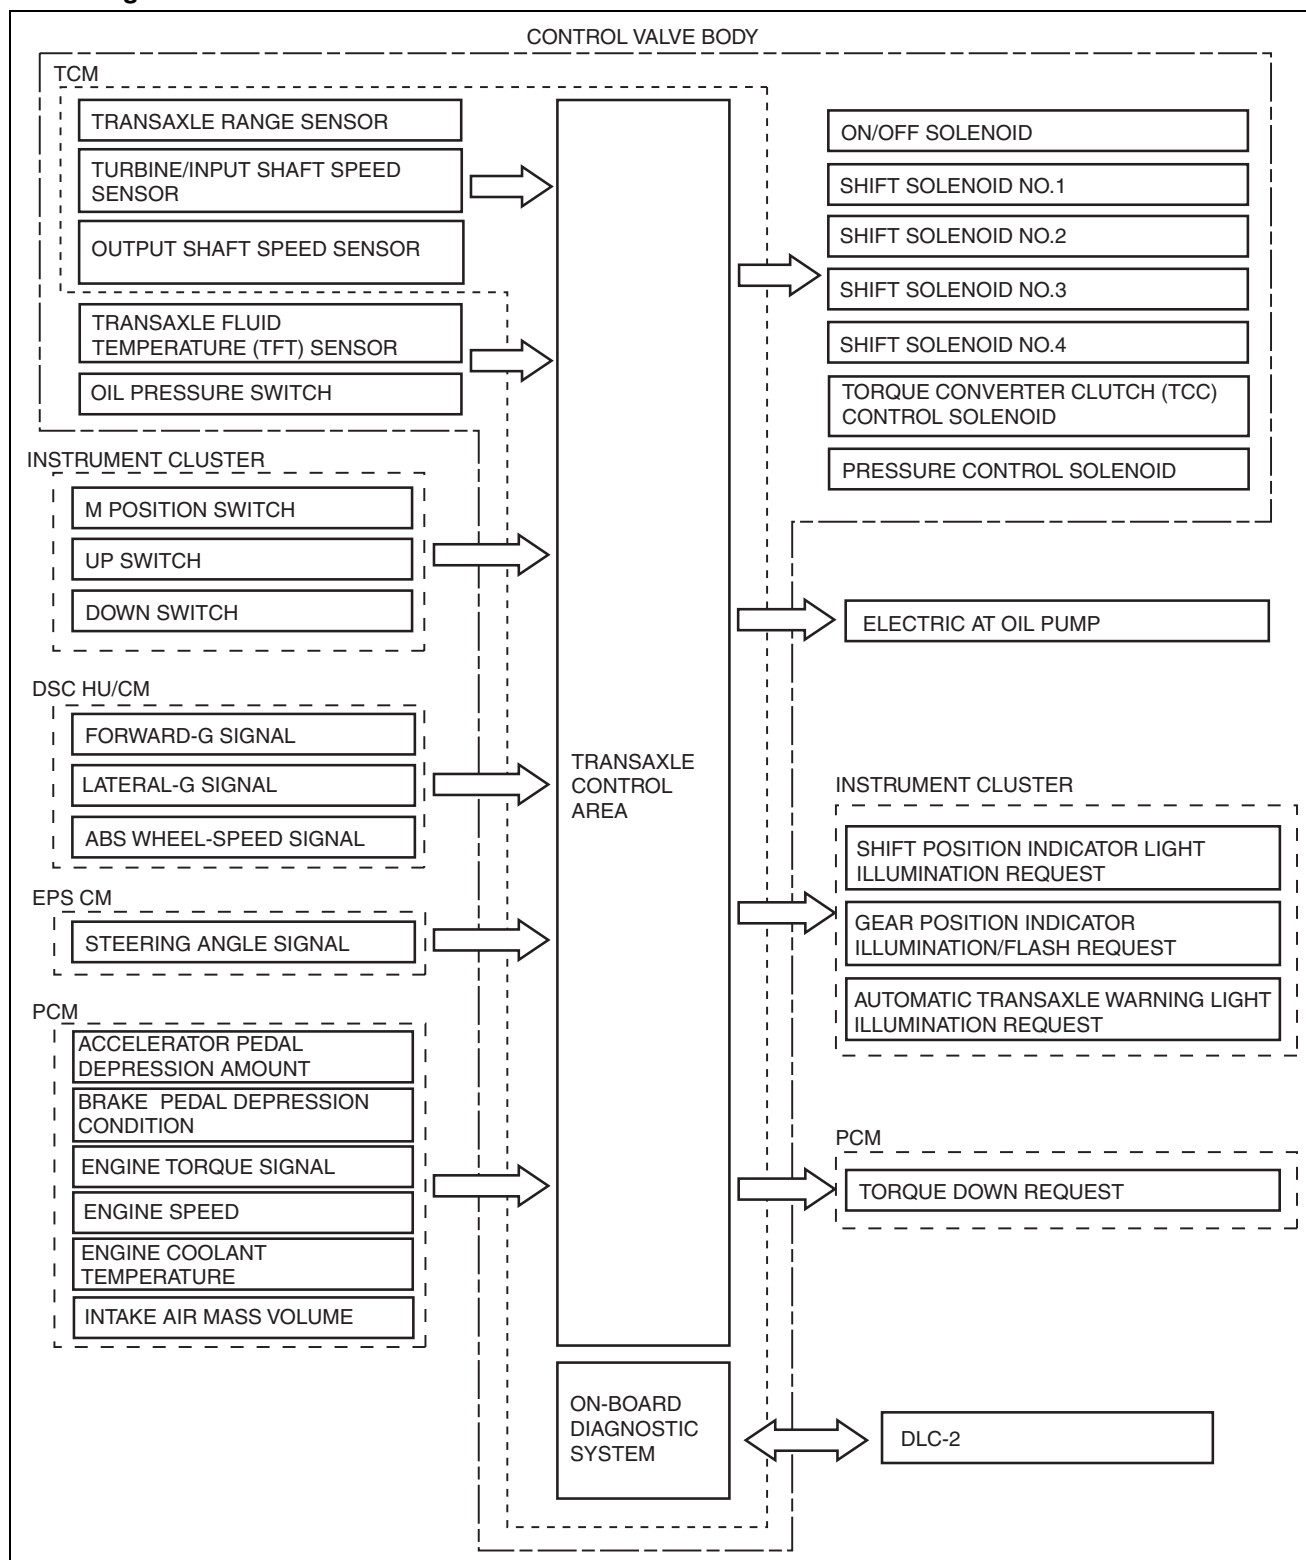 CONTROL VALVE BODY
TCM
TRANSAXLE RANGE SENSOR
TURBINE/INPUT SHAFT SPEED
SENSOR
OUTPUT SHAFT SPEED SENSOR
TRANSAXLE FLUID
TEMPERATURE (TFT) SENSOR
OIL PRESSURE SWITCH
INSTRUMENT CLUSTER
M POSITION SWITCH
UP SWITCH
DOWN SWITCH
DSC HU/CM
FORWARD-G SIGNAL
LATERAL-G SIGNAL
ABS WHEEL-SPEED SIGNAL
EPS CM
STEERING ANGLE SIGNAL
PCM
ACCELERATOR PEDAL
DEPRESSION AMOUNT
BRAKE PEDAL DEPRESSION
CONDITION
ENGINE TORQUE SIGNAL
ENGINE SPEED
ENGINE COOLANT
TEMPERATURE
INTAKE AIR MASS VOLUME
TRANSAXLE
CONTROL
AREA
ON-BOARD
DIAGNOSTIC
SYSTEM
ON/OFF SOLENOID
SHIFT SOLENOID NO.1
SHIFT SOLENOID NO.2
SHIFT SOLENOID NO.3
SHIFT SOLENOID NO.4
TORQUE CONVERTER CLUTCH (TCC)
CONTROL SOLENOID
PRESSURE CONTROL SOLENOID
ELECTRIC AT OIL PUMP
INSTRUMENT CLUSTER
SHIFT POSITION INDICATOR LIGHT
ILLUMINATION REQUEST
GEAR POSITION INDICATOR
ILLUMINATION/FLASH REQUEST
AUTOMATIC TRANSAXLE WARNING LIGHT
ILLUMINATION REQUEST
PCM
TORQUE DOWN REQUEST
DLC-2